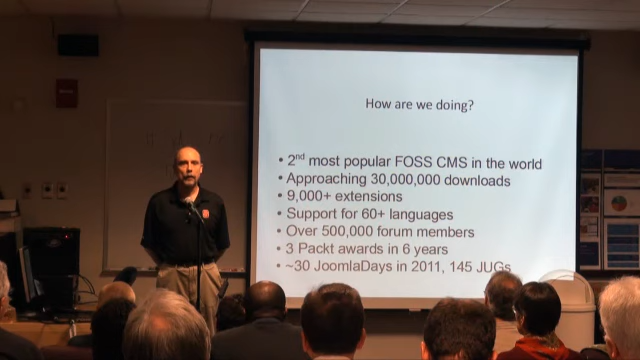 How are we doing?
• 2nd most popular FOSS CMS in the world
• Approaching 30,000,000 downloads
• 9,000+ extensions
• Support for 60+ languages
• Over 500,000 forum members
• 3 Packt awards in 6 years
• ~30 JoomlaDays in 2011, 145 JUGs